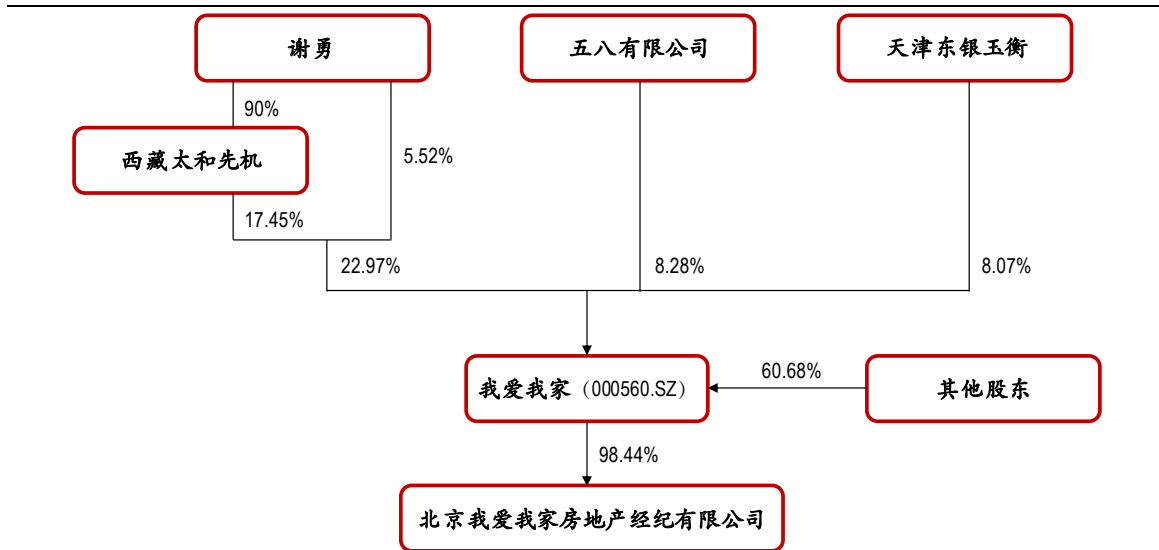 谢勇
五八有限公司
天津东银玉衡
90%
西藏太和先机
5.52%
17.45%
22.97%
8.28%
8.07%
我爱我家（000560.SZ）
60.68%
其他股东
98.44%
北京我爱我家房地产经纪有限公司